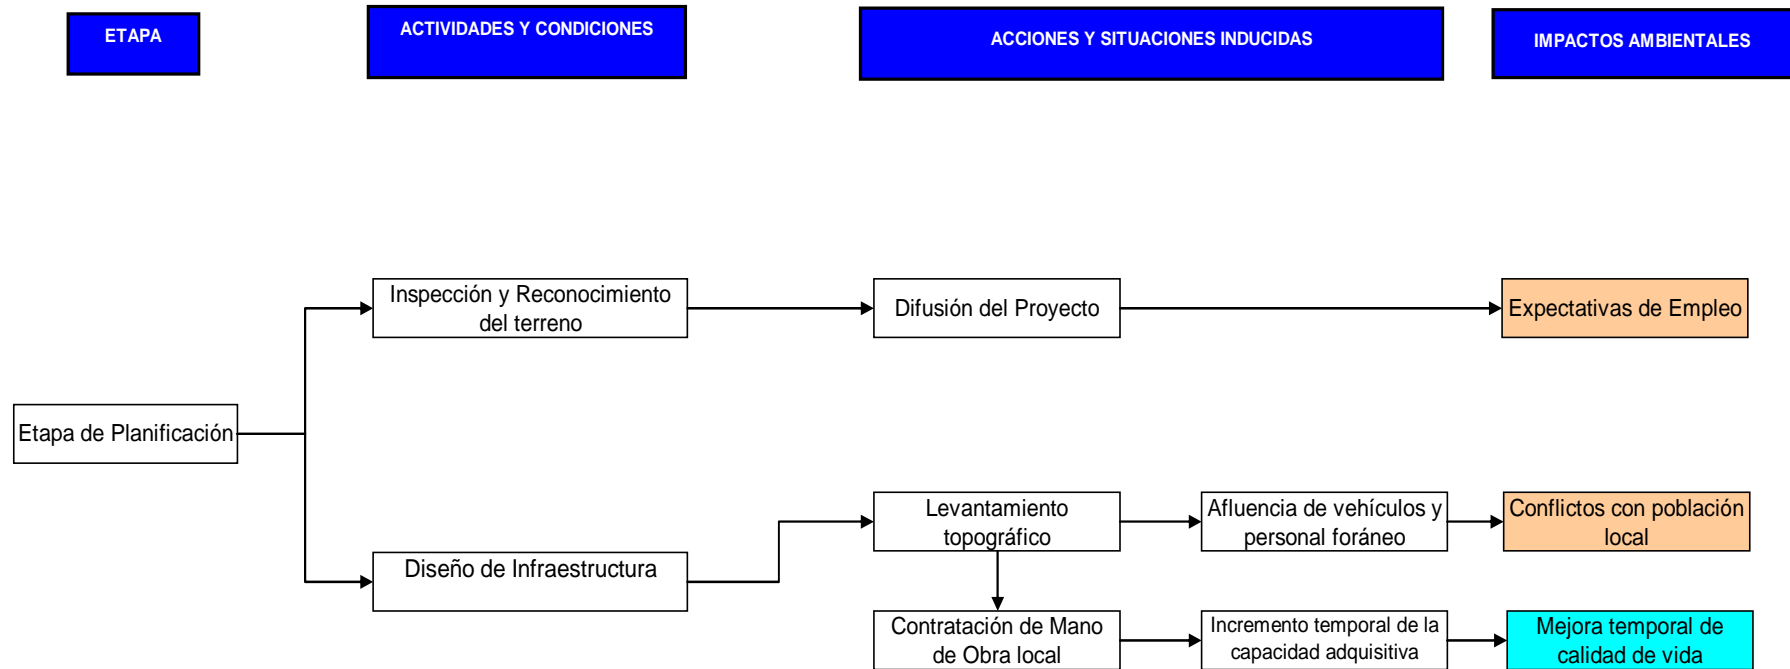 ETAPA
ACTIVIDADES Y CONDICIONES
ACCIONES Y SITUACIONES INDUCIDAS
IMPACTOS AMBIENTALES
Inspección y Reconocimiento
del terreno
Difusión del Proyecto
Expectativas de Empleo
Etapa de Planificación
Diseño de Infraestructura
Levantamiento
topográfico
Afluencia de vehículos y
personal foráneo
Conflictos con población
local
Contratación de Mano
de Obra local
Incremento temporal de la
capacidad adquisitiva
Mejora temporal de
calidad de vida